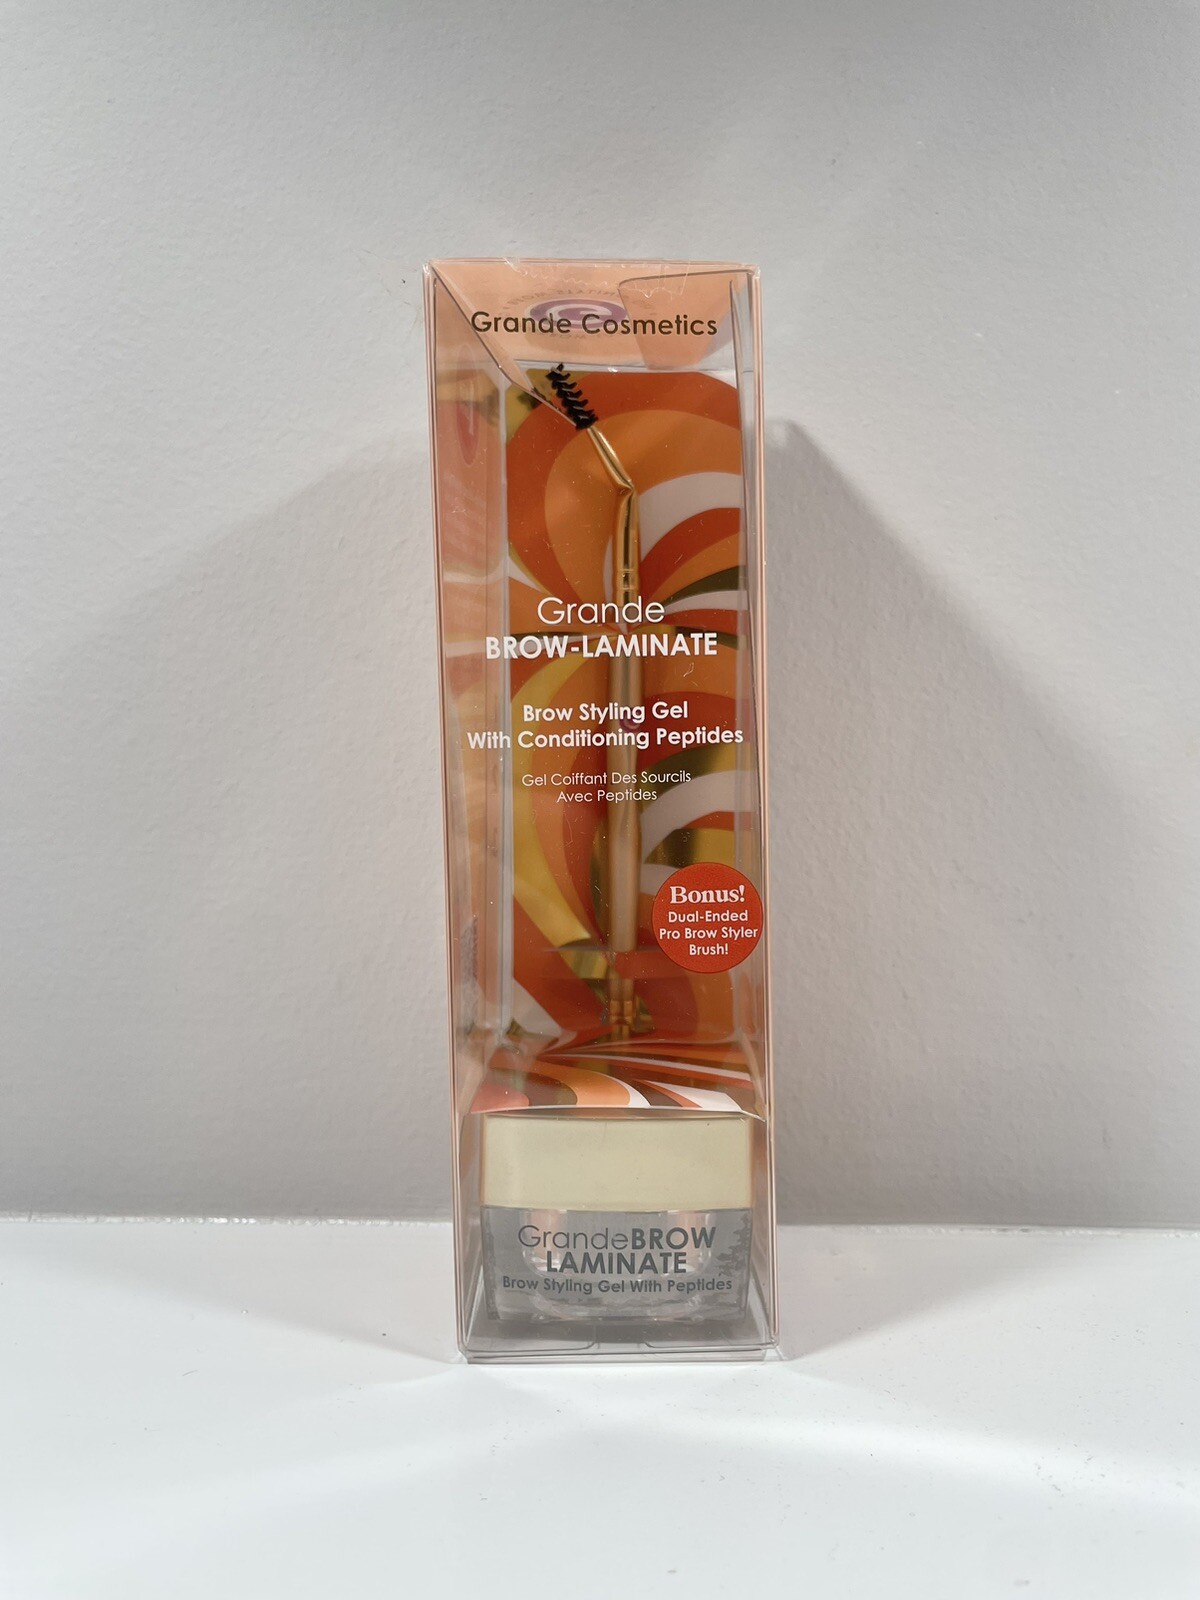 Grande Cosmetics
Grande
BROW-LAMINATE
Brow Styling Gel
With Conditioning Peptides
Gel Coiffant Des Sourcils
Avec Peptides
Bonus!
Dual-Ended
Pro Brow Styler
Brush!
GrandeBROW
LAMINATE
Brow Styling Gel With Peptides